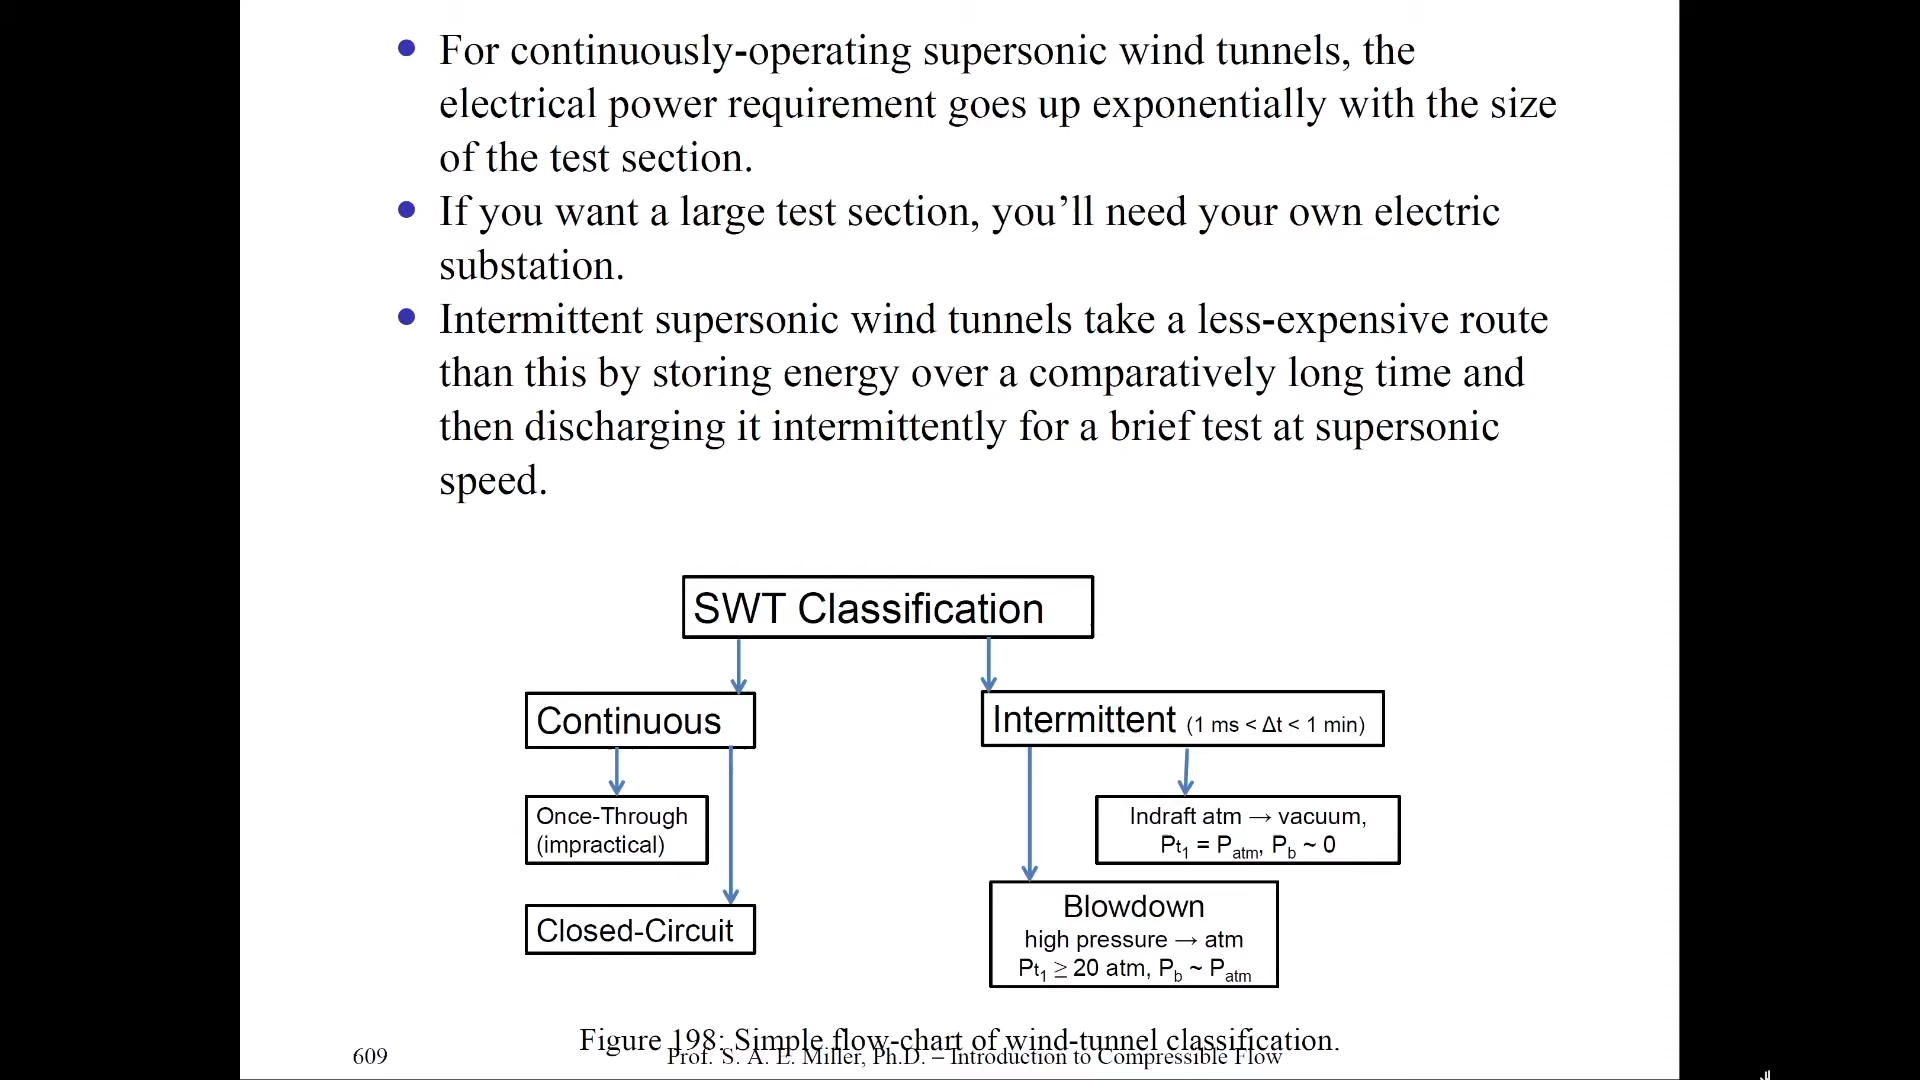 For continuously-operating supersonic wind tunnels, the
electrical power requirement goes up exponentially with the size
of the test section.
If you want a large test section, you’ll need your own electric
substation.
Intermittent supersonic wind tunnels take a less-expensive route
than this by storing energy over a comparatively long time and
then discharging it intermittently for a brief test at supersonic
speed.
SWT Classification
Continuous
Once-Through
(impractical)
Closed-Circuit
Intermittent (1 ms < Δt < 1 min)
Indraft atm → vacuum,
Pt1 = Patm, Pb ~ 0
Blowdown
high pressure → atm
Pt1 ≥ 20 atm, Pb ~ Patm
Figure 198: Simple flow-chart of wind-tunnel classification.
609
Prof. S. A. E. Miller, Ph.D. – Introduction to Compressible Flow